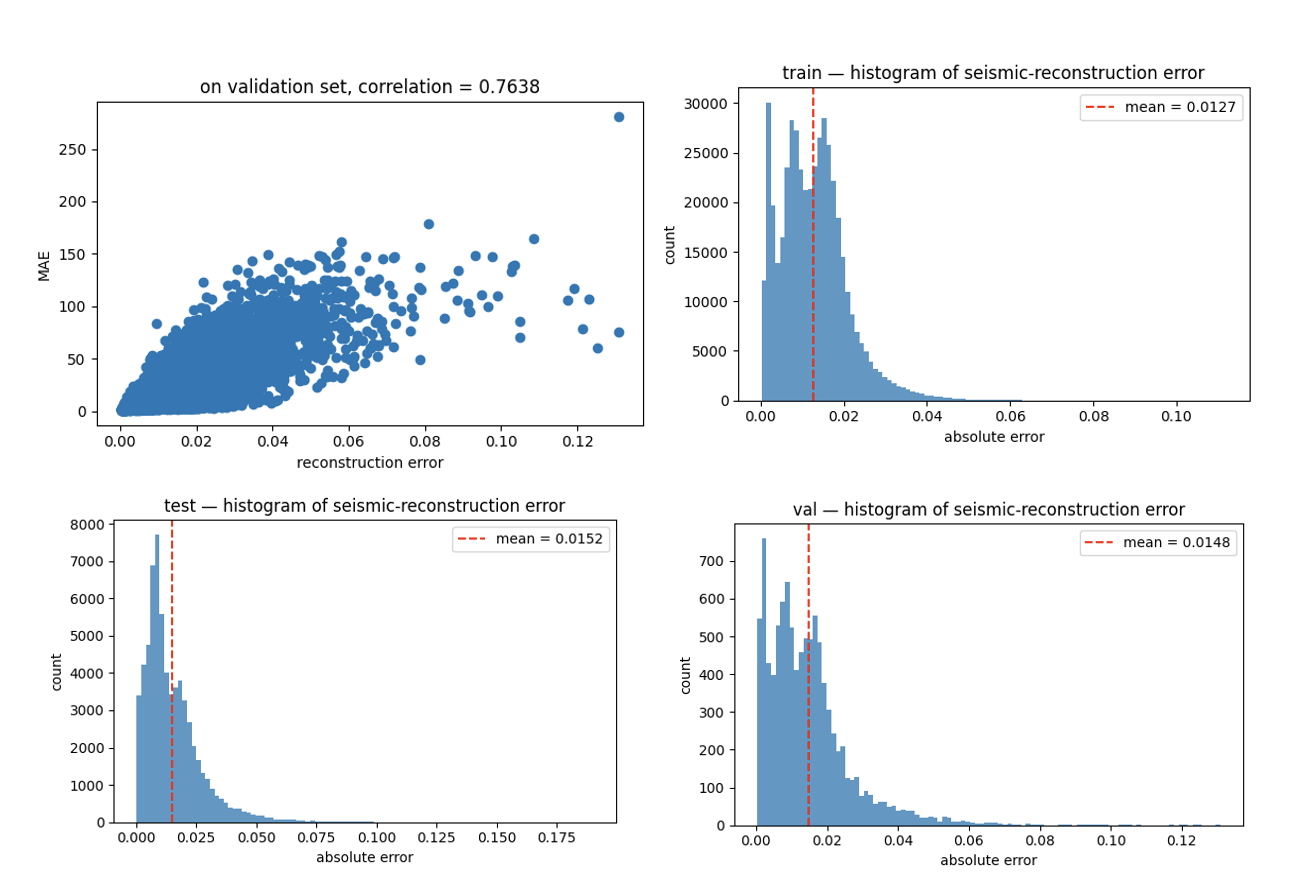 on validation set, correlation = 0.7638
MAE
250
200
150
100
50
0
0.00 0.02 0.04 0.06 0.08 0.10 0.12
reconstruction error
train — histogram of seismic-reconstruction error
mean = 0.0127
count
30000
25000
20000
15000
10000
5000
0
0.00 0.02 0.04 0.06 0.08 0.10
absolute error
test — histogram of seismic-reconstruction error
mean = 0.0152
count
8000
7000
6000
5000
4000
3000
2000
1000
0
0.000 0.025 0.050 0.075 0.100 0.125 0.150 0.175
absolute error
val — histogram of seismic-reconstruction error
mean = 0.0148
count
700
600
500
400
300
200
100
0
0.00 0.02 0.04 0.06 0.08 0.10 0.12
absolute error